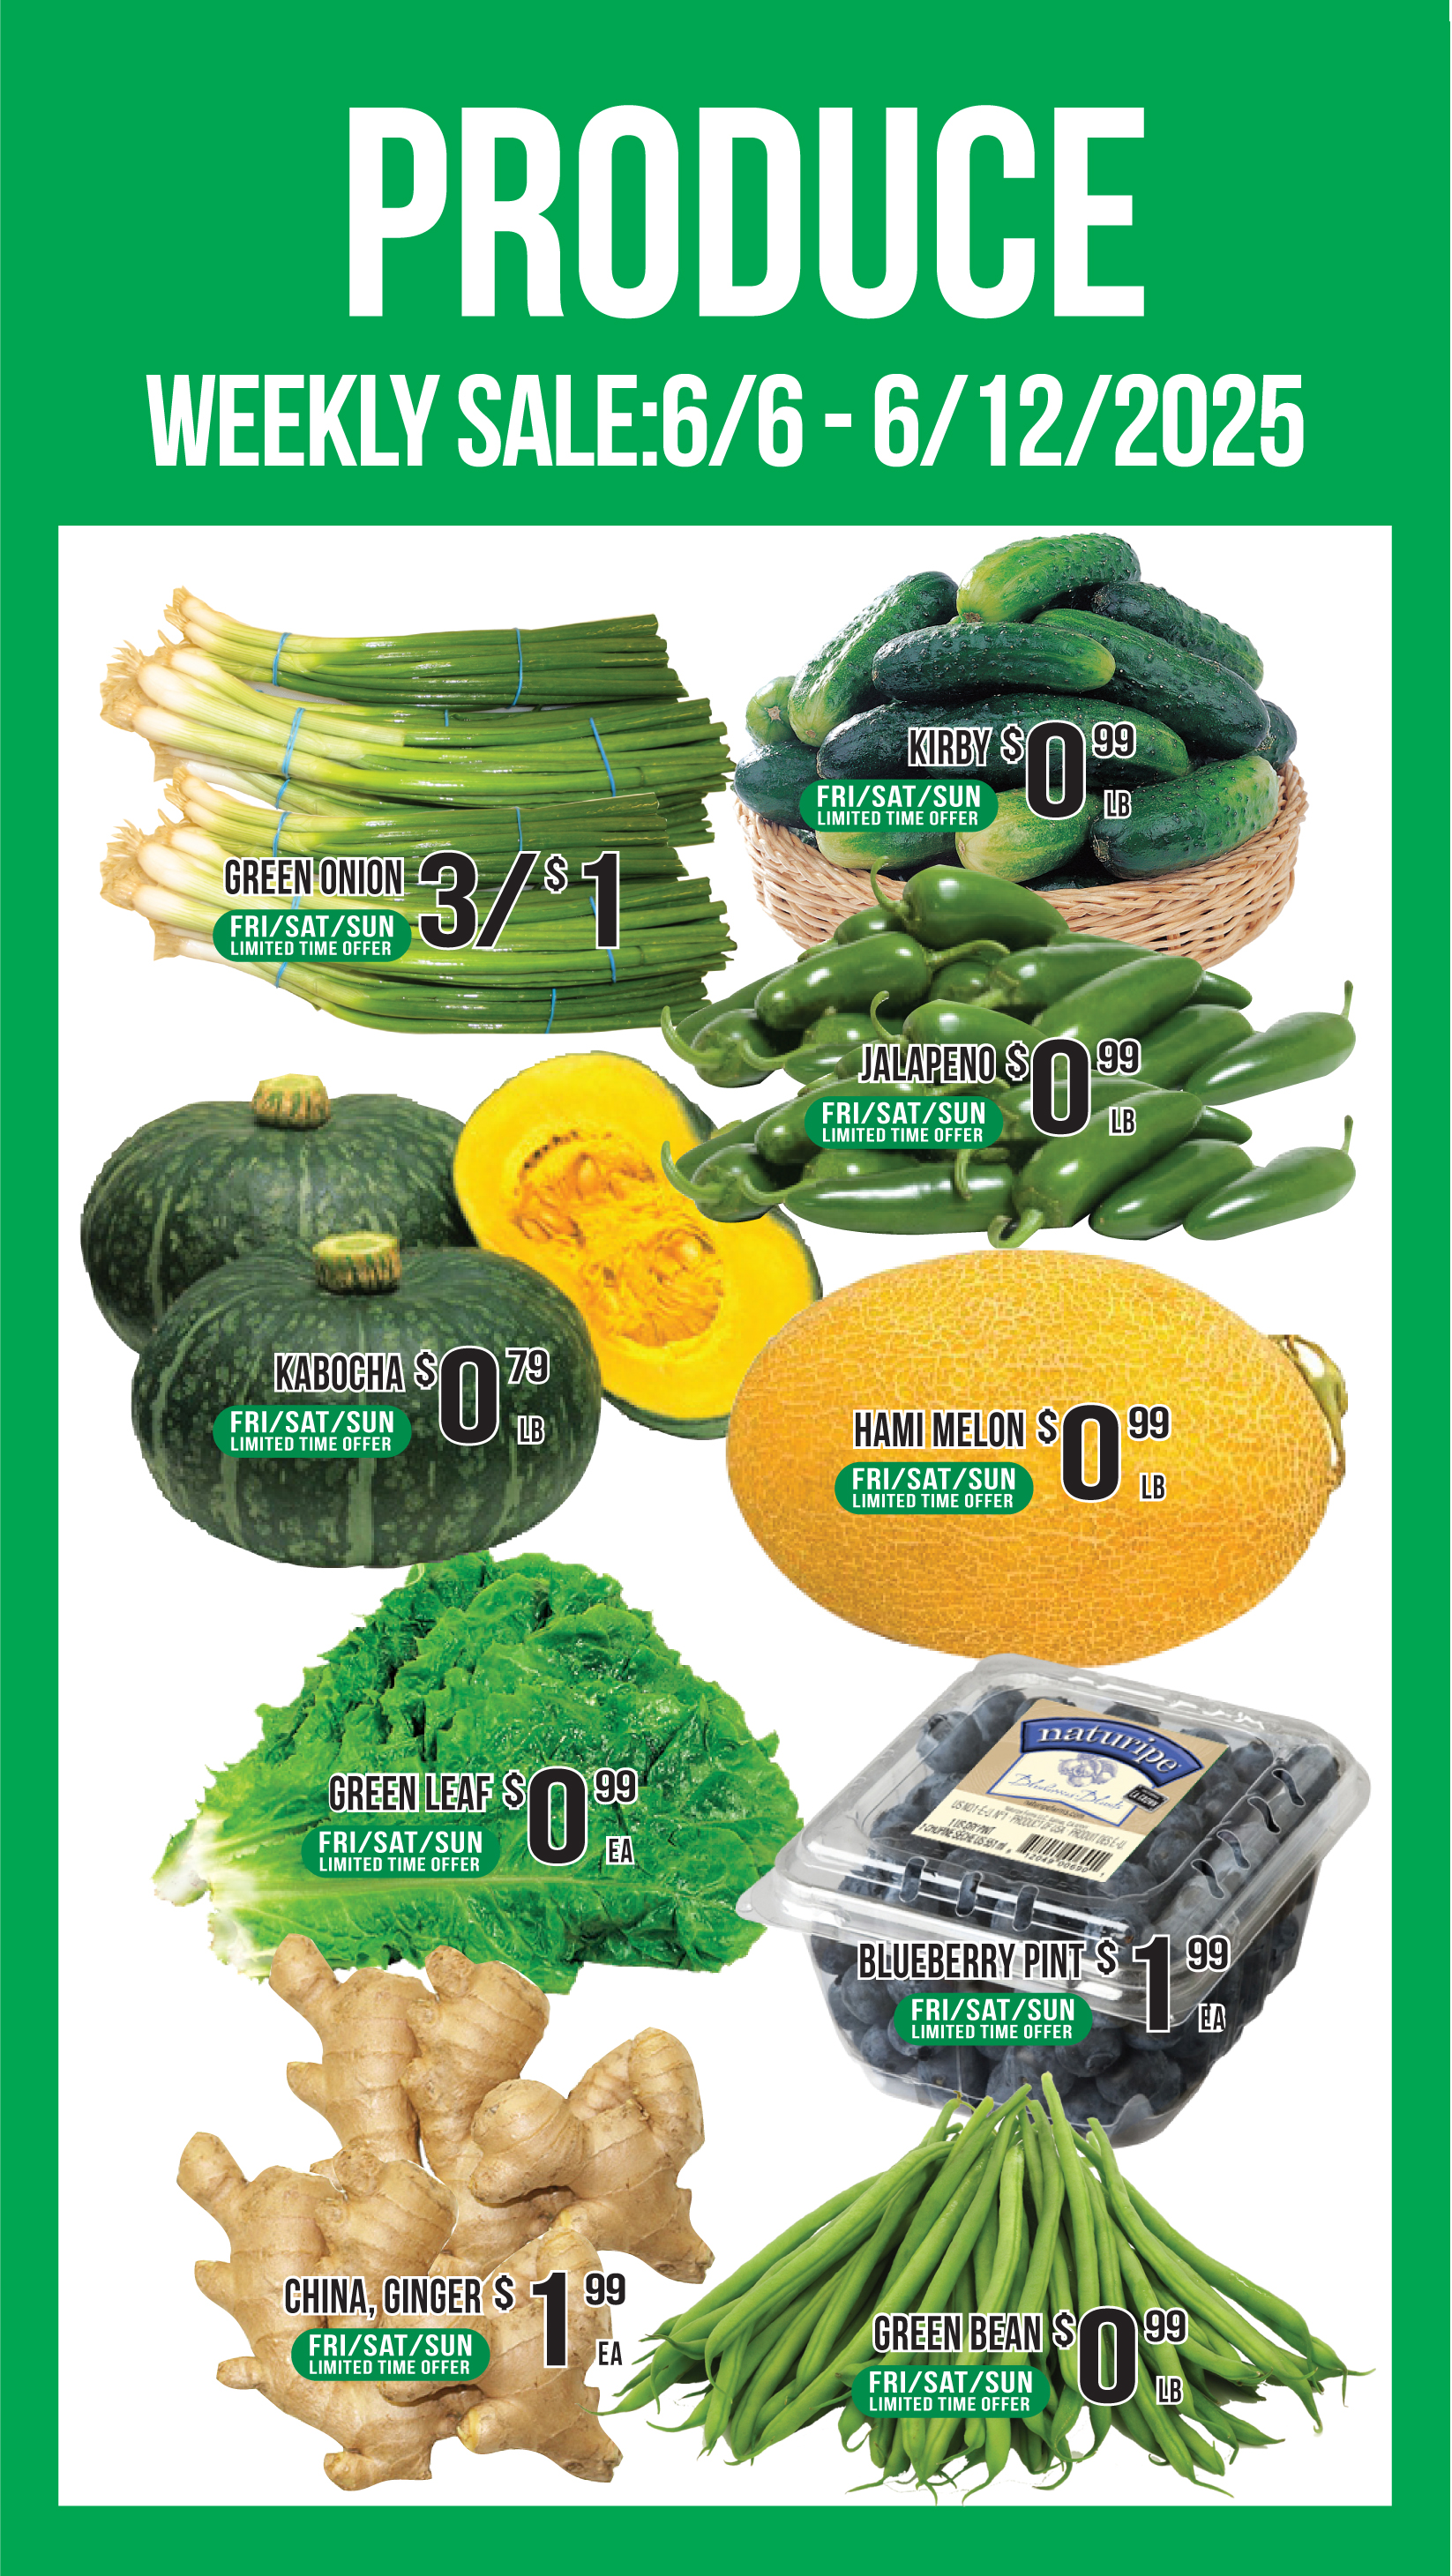 PRODUCE
WEEKLY SALE:6/6 - 6/12/2025
GREEN ONION 3/$1
FRI/SAT/SUN
LIMITED TIME OFFER
KIRBY $0 99 LB
FRI/SAT/SUN
LIMITED TIME OFFER
JALAPENO $0 99 LB
FRI/SAT/SUN
LIMITED TIME OFFER
KABOCHA $0 79 LB
FRI/SAT/SUN
LIMITED TIME OFFER
HAMI MELON $0 99 LB
FRI/SAT/SUN
LIMITED TIME OFFER
GREEN LEAF $0 99 EA
FRI/SAT/SUN
LIMITED TIME OFFER
naturipe
BLUEBERRY PINT $1 99 EA
FRI/SAT/SUN
LIMITED TIME OFFER
CHINA, GINGER $1 99 EA
FRI/SAT/SUN
LIMITED TIME OFFER
GREEN BEAN $0 99 LB
FRI/SAT/SUN
LIMITED TIME OFFER